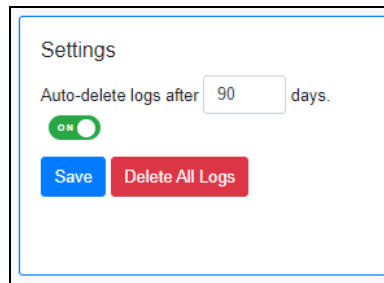 Settings
Auto-delete logs after 90 days.
ON
Save Delete All Logs